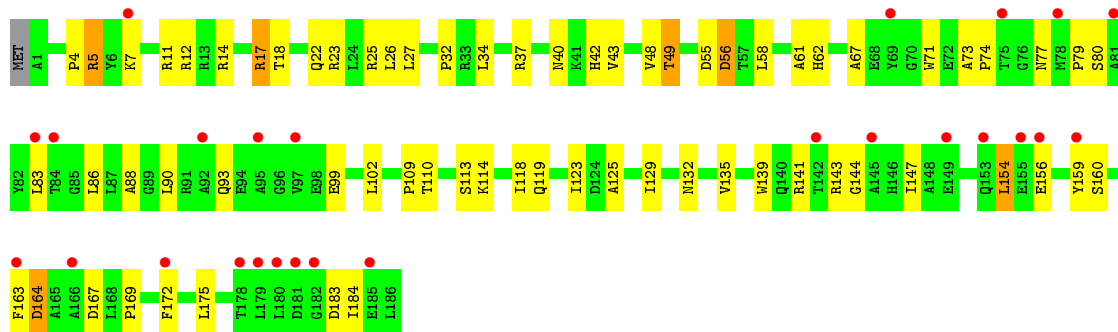 MET A1 P4 R5 Y6 K7 R11 R12 R13 R14 R17 T18 Q22 R23 L24 R25 L26 L27 P32 R33 L34 R37 N40 K41 H42 V43 V48 T49 D55 D56 T57 L58 A61 H62 A67 E68 Y69 G70 W71 E72 A73 P74 T75 G76 N77 M78 P79 S80 A81
Y82 L83 T84 G85 L86 L87 A88 G89 L90 R91 A92 Q93 E94 A95 G96 V97 E98 E99 L102 P109 T110 S113 K114 I118 Q119 I123 D124 A125 I129 N132 V135 W139 Q140 R141 T142 R143 G144 A145 H146 I147 A148 E149 Q153 L154 E155 E156 Y159 S160
F163 D164 A165 A166 D167 L168 P169 F172 L175 T178 L179 L180 D181 G182 D183 I184 E185 L186